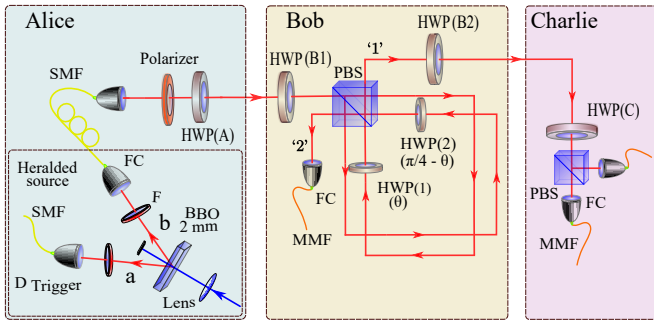 Alice
SMF
Polarizer
HWP(A)
Heralded
source
FC
SMF
F
b
BBO
2 mm
a
D Trigger
Lens
Bob
HWP(B1)
PBS
'1'
HWP(B2)
'2'
HWP(2)
(π/4 - θ)
HWP(1)
(θ)
FC
MMF
Charlie
HWP(C)
PBS
FC
MMF